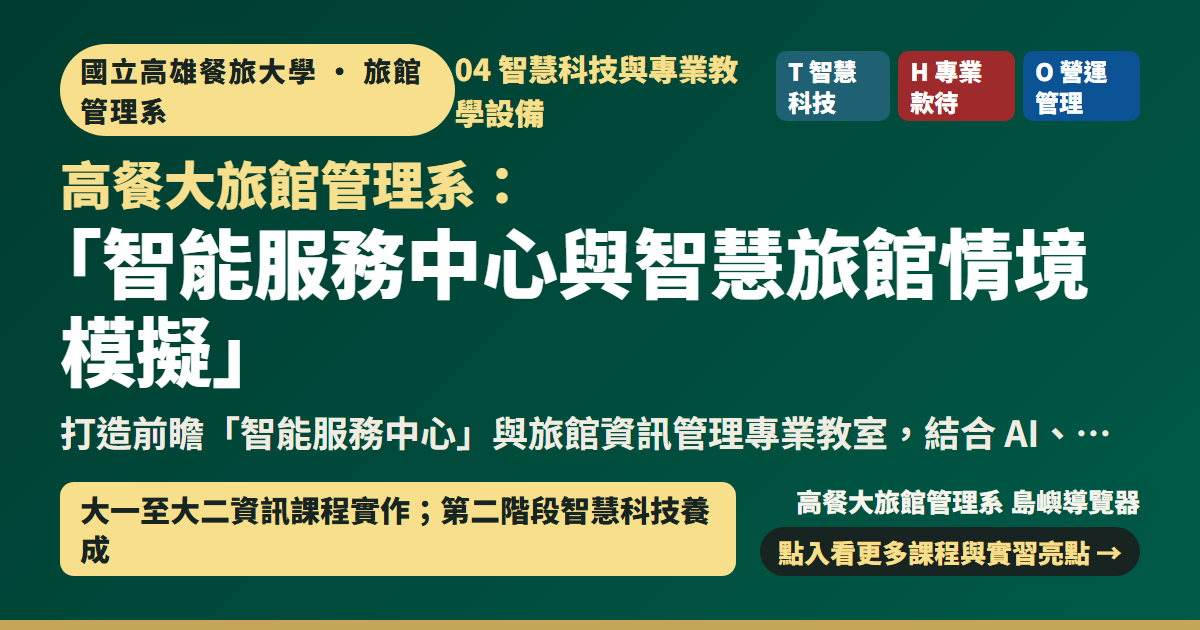 國立高雄餐旅大學 · 旅館
管理系
04 智慧科技與專業教
學設備
T 智慧
科技
H 專業
款待
O 營運
管理
高餐大旅館管理系：
「智能服務中心與智慧旅館情境
模擬」
打造前瞻「智能服務中心」與旅館資訊管理專業教室，結合 AI、…
大一至大二資訊課程實作；第二階段智慧科技養
成
高餐大旅館管理系 島嶼導覽器
點入看更多課程與實習亮點 →